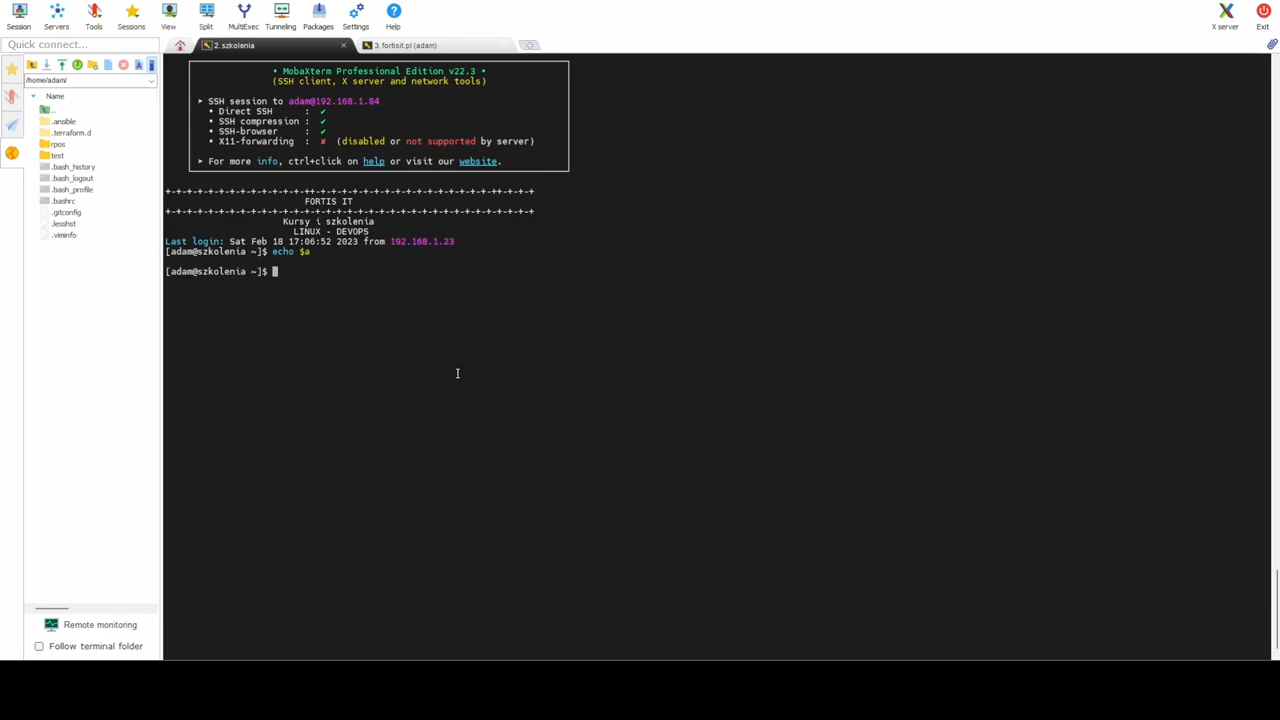 Session Servers Tools Sessions View Split MultiExec Tunneling Packages Settings Help X server Exit
Quick connect... 2. szkolenia 3. fortisit.pl (adam)
/home/adam/
Name
..
.ansible
.terraform.d
rpos
test
.bash_history
.bash_logout
.bash_profile
.bashrc
.gitconfig
.lesshst
.viminfo
Remote monitoring
Follow terminal folder
• MobaXterm Professional Edition v22.3 •
(SSH client, X server and network tools)
➤ SSH session to adam@192.168.1.84
• Direct SSH : ✔
• SSH compression : ✔
• SSH-browser : ✔
• X11-forwarding : ✘ (disabled or not supported by server)
➤ For more info, ctrl+click on help or visit our website.
+-+-+-+-+-+-+-+-+-+-+-+-++-+-+-+-+-+-+-+-+-+-+-+-+-+-+-++-+-+-+
FORTIS IT
+-+-+-+-+-+-+-+-+-+-+-+-+-+-+-+-+-+-+-+-+-+-+-+-+-+-+-+-+-+-+-+
Kursy i szkolenia
LINUX - DEVOPS
Last login: Sat Feb 18 17:06:52 2023 from 192.168.1.23
[adam@szkolenia ~]$ echo $a
[adam@szkolenia ~]$